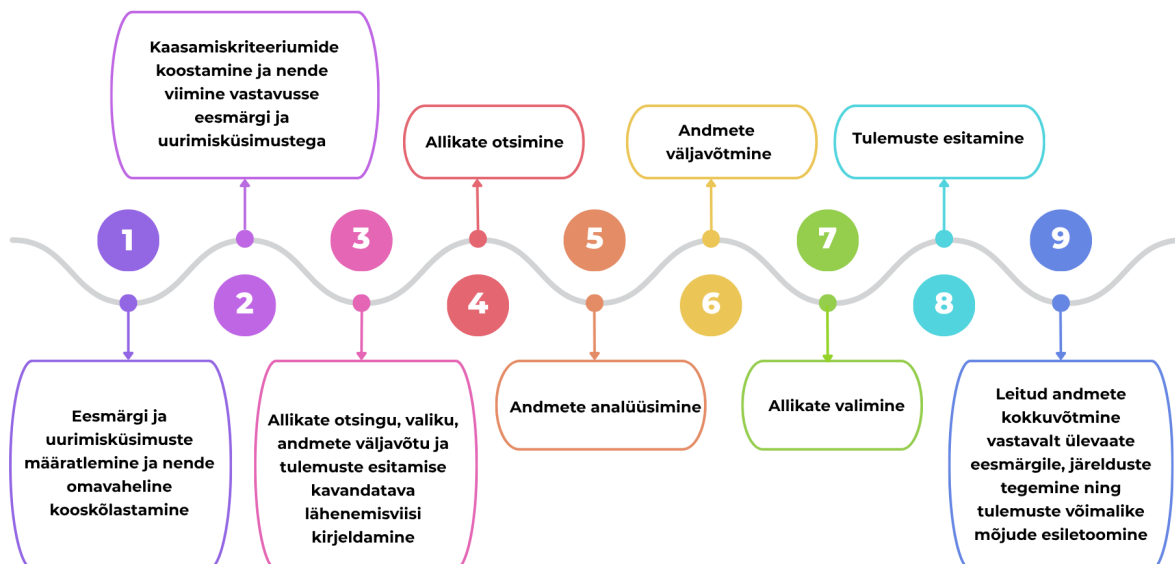 Kaasamiskriteeriumide
koostamine ja nende
viimine vastavusse
eesmärgi ja
uurimisküsimustega
Allikate otsimine
Andmete
väljavõtmine
Tulemuste esitamine
1
2
3
4
5
6
7
8
9
Eesmärgi ja
uurimisküsimuste
määratlemine ja nende
omavaheline
kooskõlastamine
Allikate otsingu, valiku,
andmete väljavõtu ja
tulemuste esitamise
kavandatava
lähenemisviisi
kirjeldamine
Andmete analüüsimine
Allikate valimine
Leitud andmete
kokkuvõtmine
vastavalt ülevaate
eesmärgile, järelduste
tegemine ning
tulemuste võimalike
mõjude esiletoomine